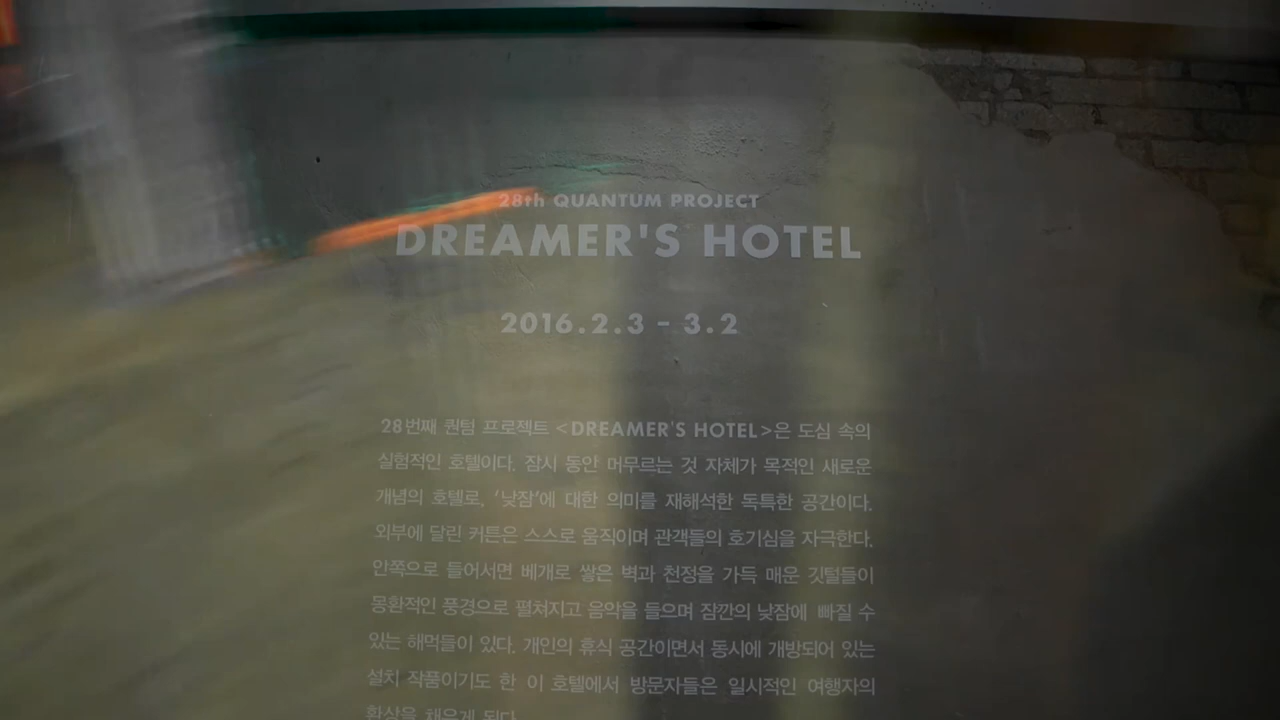 28th QUANTUM PROJECT
DREAMER'S HOTEL
2016.2.3 - 3.2
28번째 퀀텀 프로젝트 <DREAMER'S HOTEL>은 도심 속의
실험적인 호텔이다. 잠시 동안 머무르는 것 자체가 목적인 새로운
개념의 호텔로, '낮잠'에 대한 의미를 재해석한 독특한 공간이다.
외부에 달린 커튼은 스스로 움직이며 관객들의 호기심을 자극한다.
안쪽으로 들어서면 베개로 쌓은 벽과 천정을 가득 매운 깃털들이
몽환적인 풍경으로 펼쳐지고 음악을 들으며 잠깐의 낮잠에 빠질 수
있는 해먹들이 있다. 개인의 휴식 공간이면서 동시에 개방되어 있는
설치 작품이기도 한 이 호텔에서 방문자들은 일시적인 여행자의
환상을 채우게 된다.